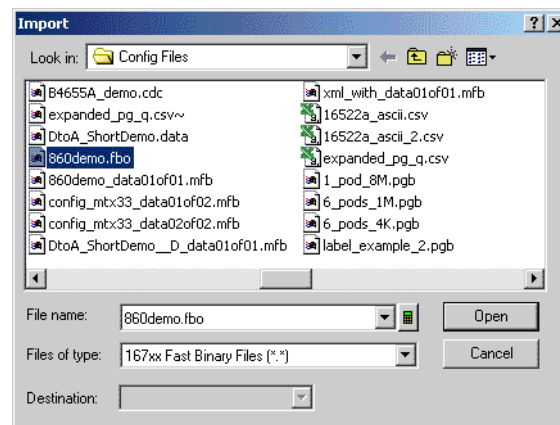 Import
Look in: Config Files
B4655A_demo.cdc
expanded_pg_q.csv~
DtoA_ShortDemo.data
860demo.fbo
860demo_data01of01.mfb
config_mtx33_data01of02.mfb
config_mtx33_data02of02.mfb
DtoA_ShortDemo__D_data01of01.mfb
xml_with_data01of01.mfb
16522a_ascii.csv
16522a_ascii_2.csv
expanded_pg_q.csv
1_pod_8M.pgb
6_pods_1M.pgb
6_pods_4K.pgb
label_example_2.pgb
File name: 860demo.fbo
Open
Files of type: 167xx Fast Binary Files (*.*)
Cancel
Destination: